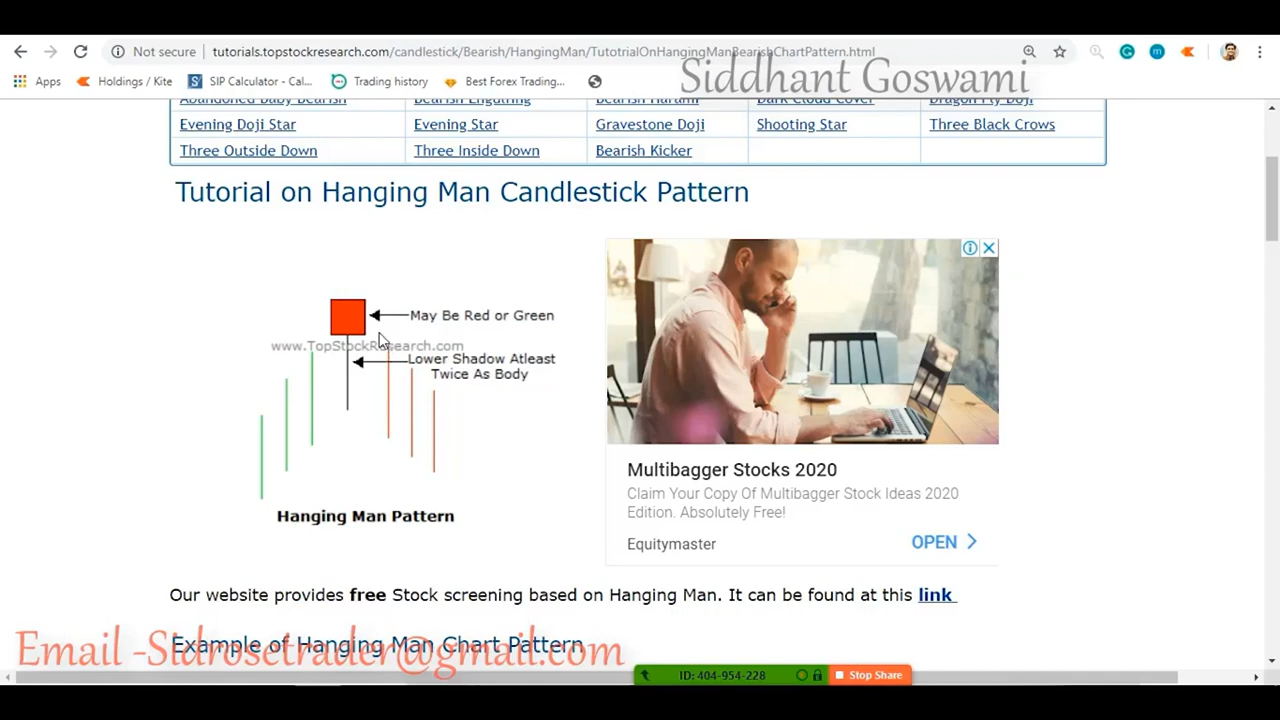 Not secure tutorials.topstockresearch.com/candlestick/Bearish/HangingMan/TutotrialOnHangingManBearishChartPattern.html
Siddhant Goswami
Apps Holdings / Kite SIP Calculator - Cal... Trading history Best Forex Trading...
Abandoned Baby Bearish Bearish Engulfing Bearish Harami Dark Cloud Cover Dragon Fly Doji
Evening Doji Star Evening Star Gravestone Doji Shooting Star Three Black Crows
Three Outside Down Three Inside Down Bearish Kicker
Tutorial on Hanging Man Candlestick Pattern
May Be Red or Green
www.TopStockResearch.com
Lower Shadow Atleast
Twice As Body
Hanging Man Pattern
Multibagger Stocks 2020
Claim Your Copy Of Multibagger Stock Ideas 2020
Edition. Absolutely Free!
Equitymaster OPEN
Our website provides free Stock screening based on Hanging Man. It can be found at this link
Example of Hanging Man Chart Pattern
Email -Sidrosetrader@gmail.com
ID: 404-954-228 Stop Share